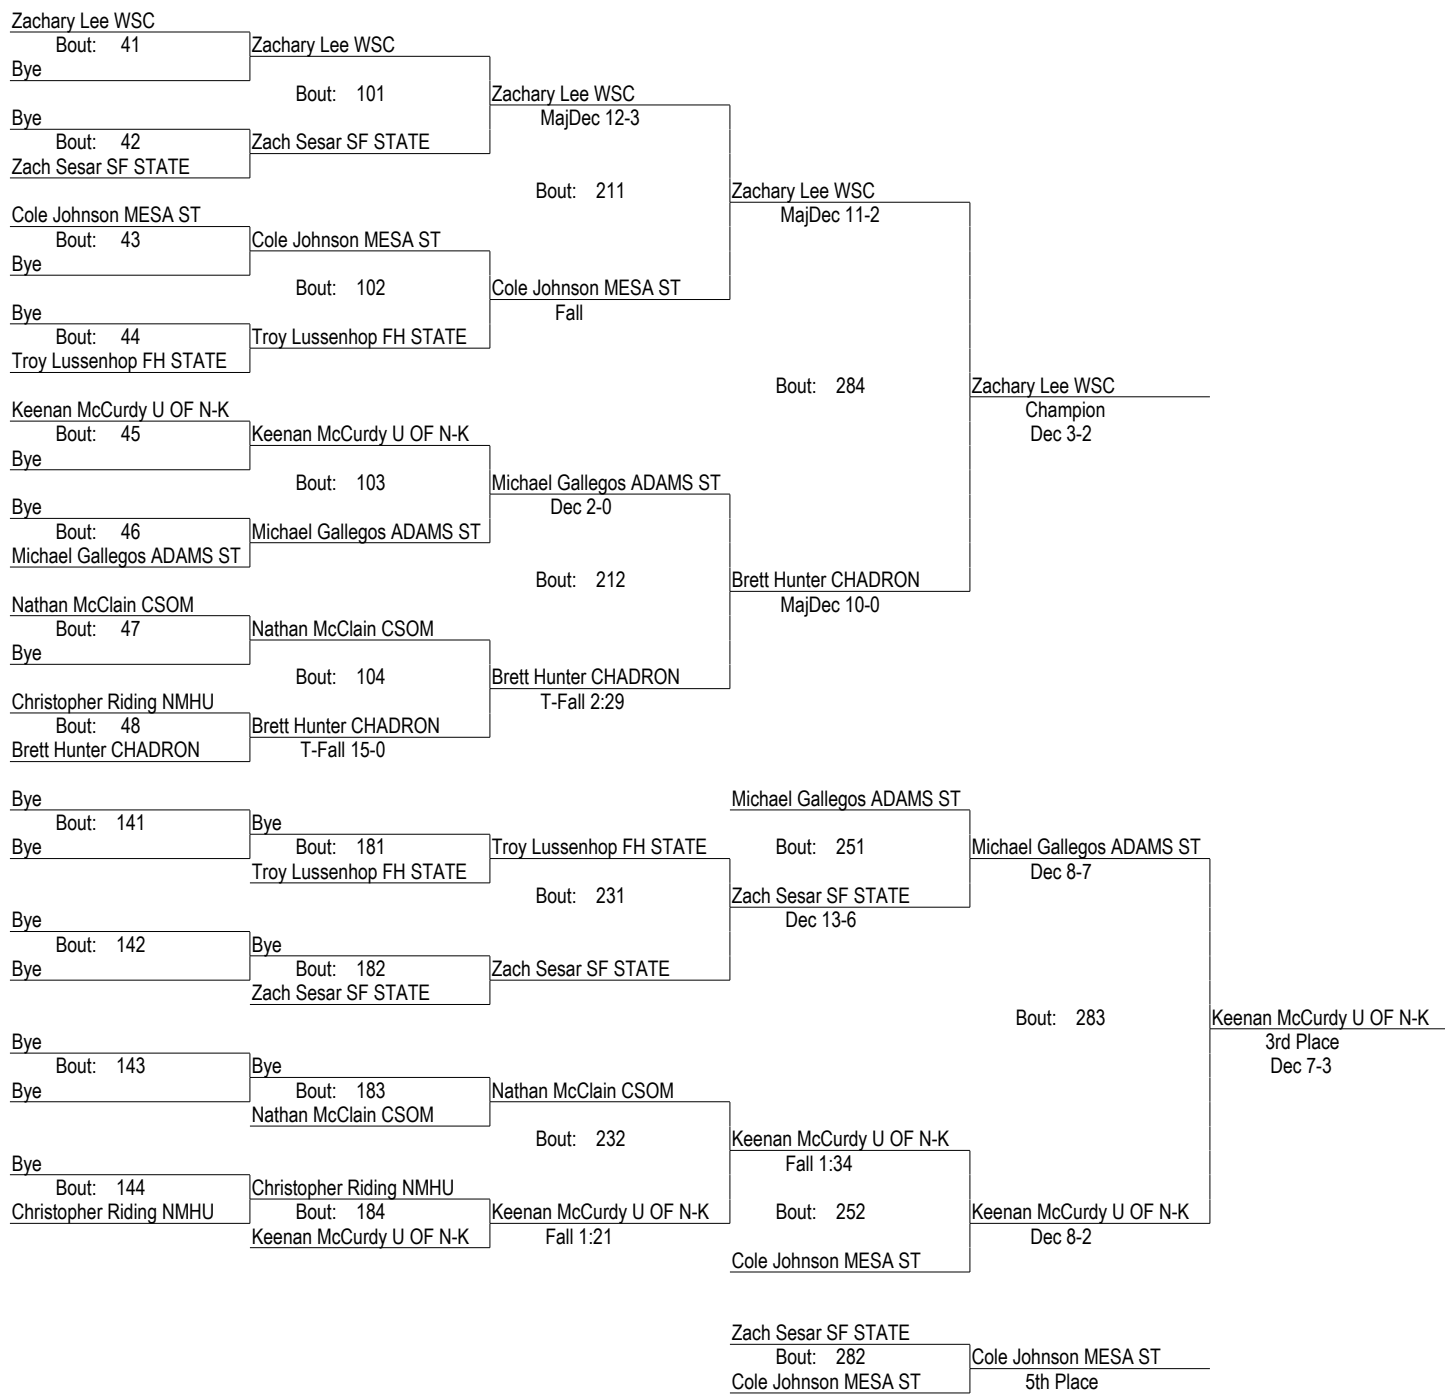 Zachary Lee WSC
Bout: 41
Zachary Lee WSC
Bye
Bout: 101
Zachary Lee WSC
Bye
MajDec 12-3
Bout: 42
Zach Sesar SF STATE
Zach Sesar SF STATE
Bout: 211
Zachary Lee WSC
Cole Johnson MESA ST
MajDec 11-2
Bout: 43
Cole Johnson MESA ST
Bye
Bout: 102
Cole Johnson MESA ST
Bye
Fall
Bout: 44
Troy Lussenhop FH STATE
Troy Lussenhop FH STATE
Bout: 284
Zachary Lee WSC
Keenan McCurdy U OF N-K
Champion
Bout: 45
Keenan McCurdy U OF N-K
Dec 3-2
Bye
Bout: 103
Michael Gallegos ADAMS ST
Bye
Dec 2-0
Bout: 46
Michael Gallegos ADAMS ST
Michael Gallegos ADAMS ST
Bout: 212
Brett Hunter CHADRON
Nathan McClain CSOM
MajDec 10-0
Bout: 47
Nathan McClain CSOM
Bye
Bout: 104
Brett Hunter CHADRON
Christopher Riding NMHU
T-Fall 2:29
Bout: 48
Brett Hunter CHADRON
Brett Hunter CHADRON
T-Fall 15-0
Bye
Michael Gallegos ADAMS ST
Bout: 141
Bye
Bye
Bout: 181
Troy Lussenhop FH STATE
Bout: 251
Michael Gallegos ADAMS ST
Troy Lussenhop FH STATE
Dec 8-7
Bout: 231
Zach Sesar SF STATE
Bye
Dec 13-6
Bout: 142
Bye
Bye
Bout: 182
Zach Sesar SF STATE
Zach Sesar SF STATE
Bout: 283
Keenan McCurdy U OF N-K
Bye
3rd Place
Bout: 143
Bye
Dec 7-3
Bye
Bout: 183
Nathan McClain CSOM
Nathan McClain CSOM
Bout: 232
Keenan McCurdy U OF N-K
Bye
Fall 1:34
Bout: 144
Christopher Riding NMHU
Christopher Riding NMHU
Bout: 184
Keenan McCurdy U OF N-K
Bout: 252
Keenan McCurdy U OF N-K
Keenan McCurdy U OF N-K
Fall 1:21
Dec 8-2
Cole Johnson MESA ST
Zach Sesar SF STATE
Bout: 282
Cole Johnson MESA ST
Cole Johnson MESA ST
5th Place